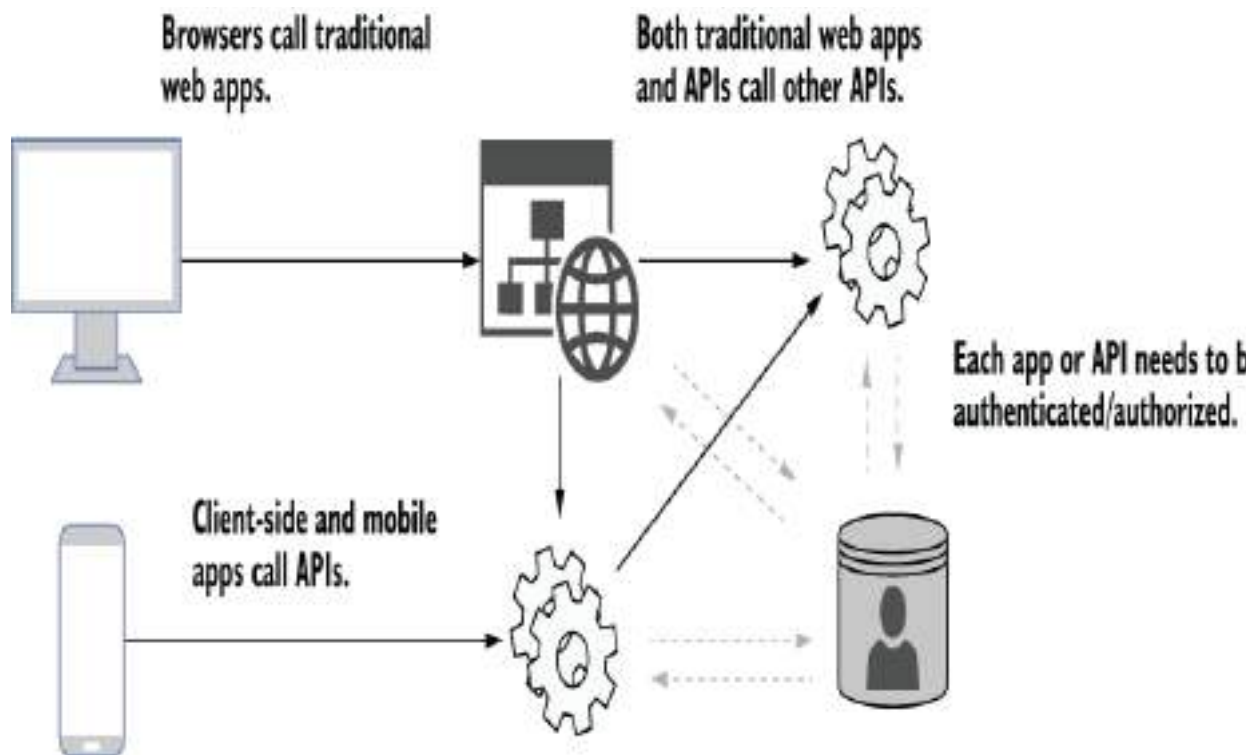 Browsers call traditional
web apps.
Both traditional web apps
and APIs call other APIs.
Each app or API needs to b
authenticated/authorized.
Client-side and mobile
apps call APIs.